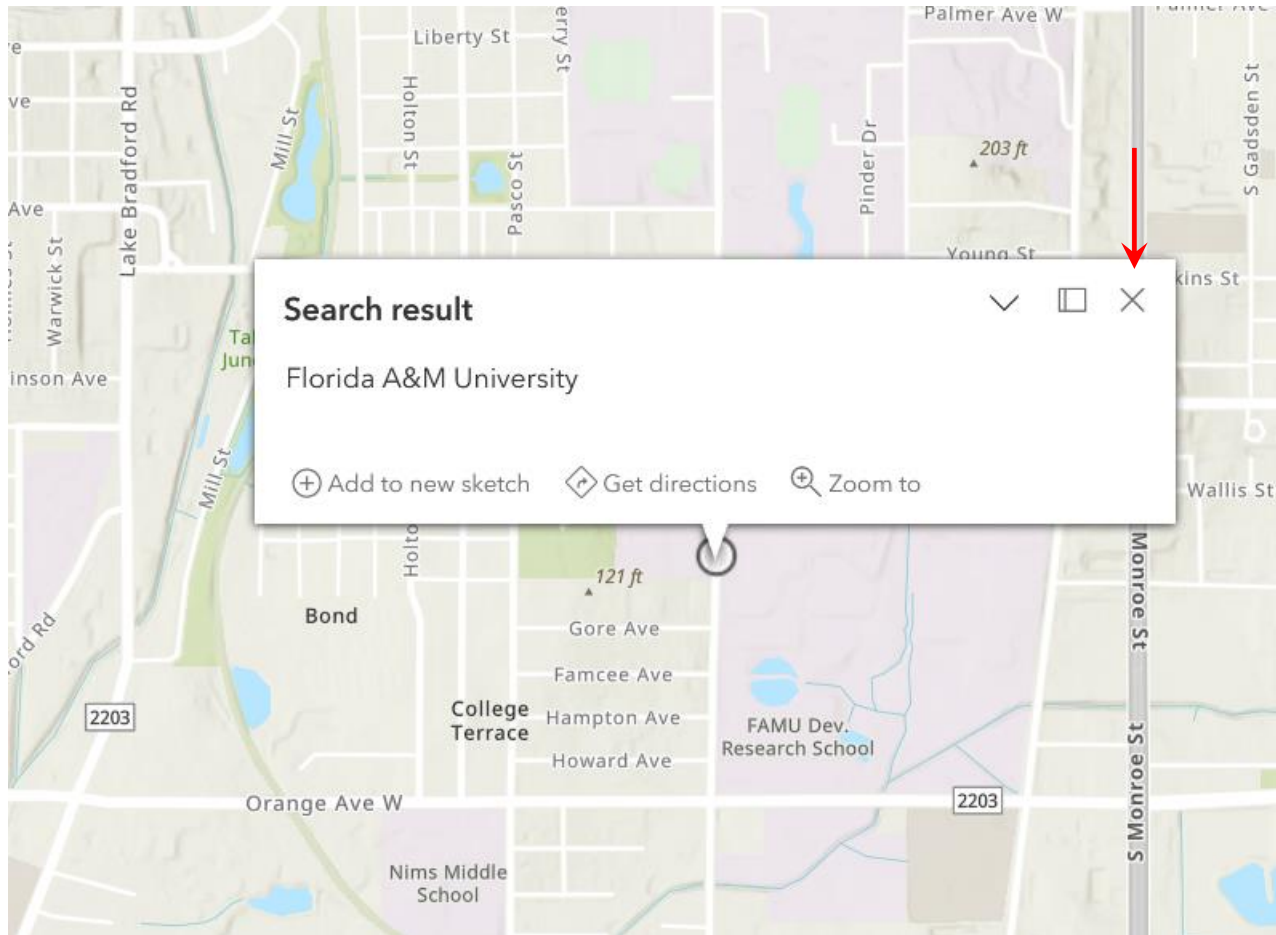 Palmer Ave W
Liberty St
Lake Bradford Rd
Mill St
Holton St
Pasco St
Pinder Dr
203 ft
S Gadsden St
Ave
Warwick St
Young St
kins St
Search result
Florida A&M University
Add to new sketch
Get directions
Zoom to
inson Ave
Mill St
Wallis St
Holto
121 ft
Bond
Gore Ave
Monroe St
ord Rd
Famcee Ave
2203
College
Terrace
Hampton Ave
FAMU Dev.
Research School
Howard Ave
Orange Ave W
2203
S Monroe St
Nims Middle
School